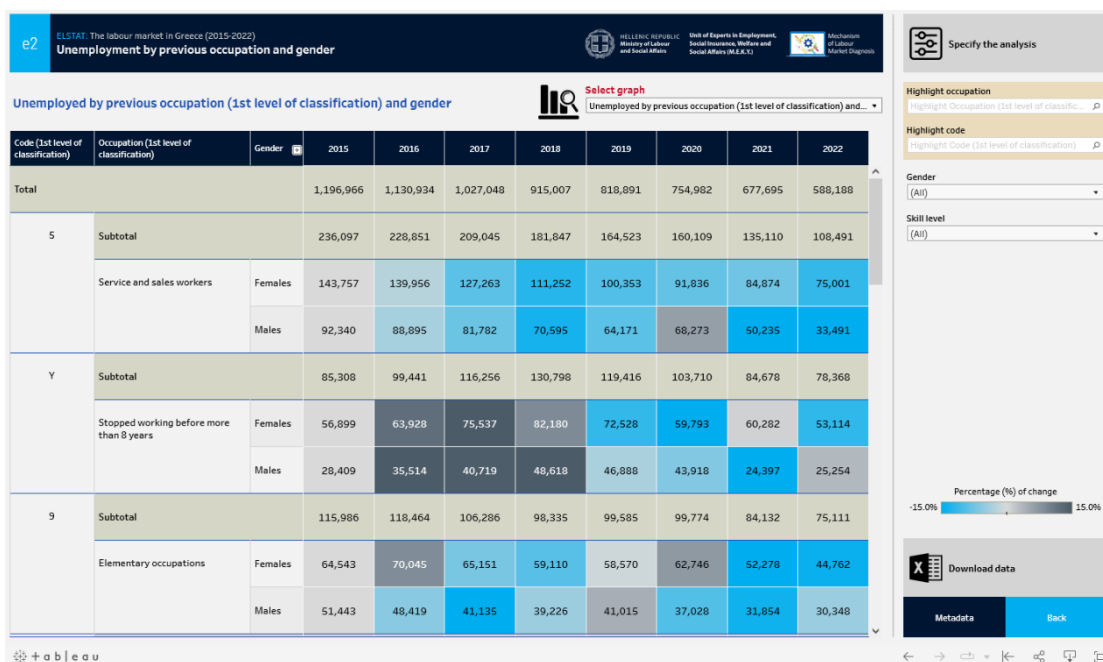 e2
ELSTAT: The labour market in Greece (2015-2022)
Unemployment by previous occupation and gender
HELLENIC REPUBLIC
Ministry of Labour
and Social Affairs
Unit of Experts in Employment,
Social Insurance, Welfare and
Social Affairs (M.E.K.Y.)
Mechanism
of Labour
Market Diagnosis
Specify the analysis
Unemployed by previous occupation (1st level of classification) and gender
Select graph
Unemployed by previous occupation (1st level of classification) and...
Highlight occupation
Highlight Occupation (1st level of classific...
Highlight code
Highlight Code (1st level of classification)
Gender
(All)
Skill level
(All)
Code (1st level of classification) Occupation (1st level of classification) Gender 2015 2016 2017 2018 2019 2020 2021 2022
Total 1,196,966 1,130,934 1,027,048 915,007 818,891 754,982 677,695 588,188
5 Subtotal 236,097 228,851 209,045 181,847 164,523 160,109 135,110 108,491
Service and sales workers Females 143,757 139,956 127,263 111,252 100,353 91,836 84,874 75,001
Males 92,340 88,895 81,782 70,595 64,171 68,273 50,235 33,491
Y Subtotal 85,308 99,441 116,256 130,798 119,416 103,710 84,678 78,368
Stopped working before more than 8 years Females 56,899 63,928 75,537 82,180 72,528 59,793 60,282 53,114
Males 28,409 35,514 40,719 48,618 46,888 43,918 24,397 25,254
9 Subtotal 115,986 118,464 106,286 98,335 99,585 99,774 84,132 75,111
Elementary occupations Females 64,543 70,045 65,151 59,110 58,570 62,746 52,278 44,762
Males 51,443 48,419 41,135 39,226 41,015 37,028 31,854 30,348
Percentage (%) of change
-15.0% 15.0%
Download data
Metadata Back
+ableau